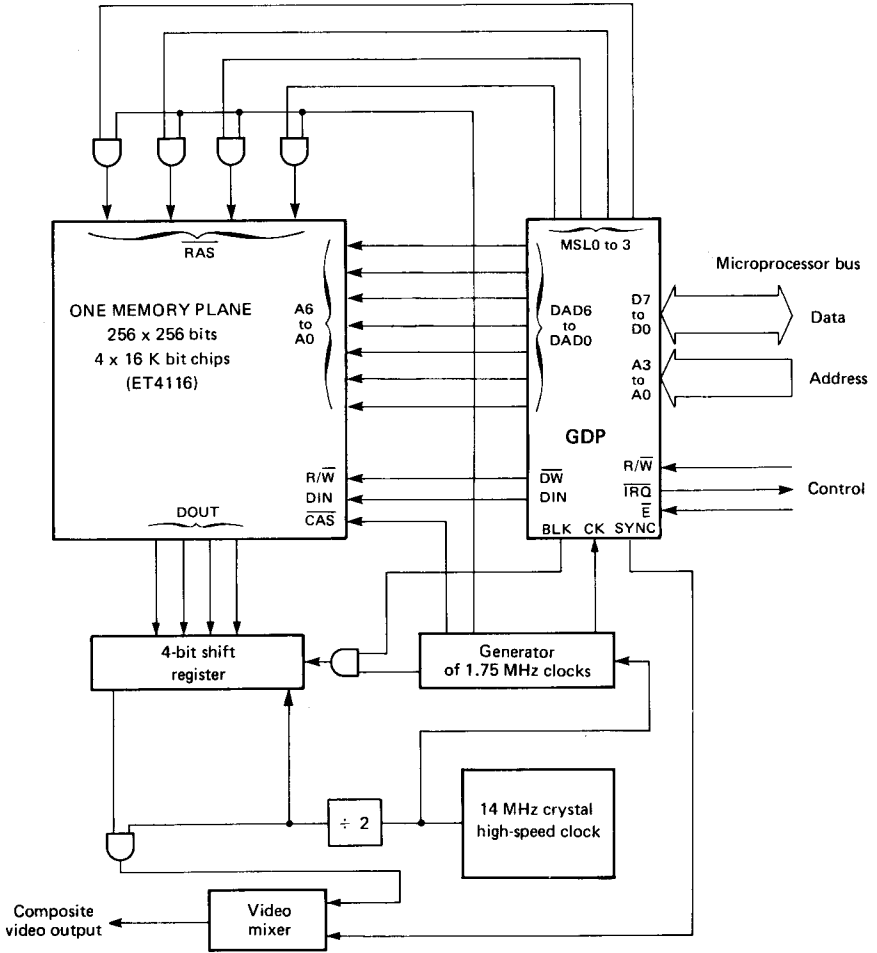 MSL0 to 3
RAS
Microprocessor bus
ONE MEMORY PLANE
256 x 256 bits
4 x 16 K bit chips
(ET4116)
A6
to
A0
DAD6
to
DAD0
D7
to
D0
Data
A3
to
A0
Address
GDP
R/W
DW
R/W
DIN
DIN
IRQ
Control
CAS
E
DOUT
BLK CK SYNC
4-bit shift
register
Generator
of 1.75 MHz clocks
÷ 2
14 MHz crystal
high-speed clock
Composite
video output
Video
mixer